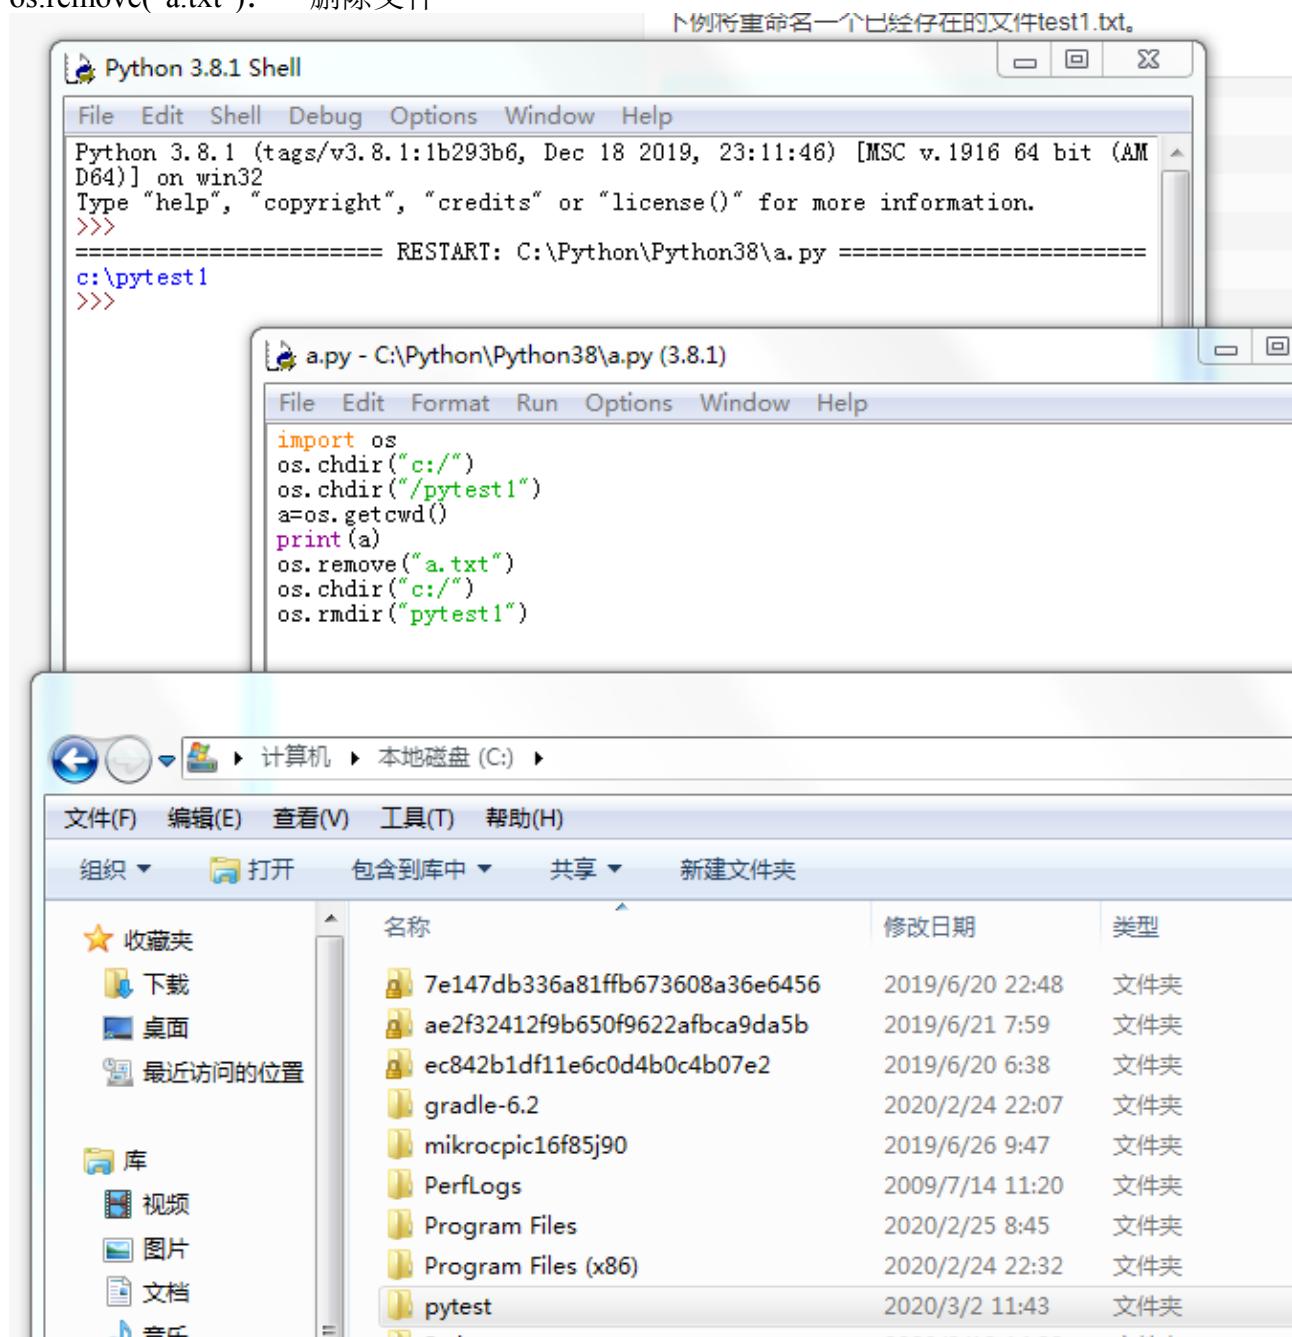 os.remove("a.txt"): 删除文件
下例将重命名一个已经存在的文件test1.txt。
Python 3.8.1 Shell
File Edit Shell Debug Options Window Help
Python 3.8.1 (tags/v3.8.1:1b293b6, Dec 18 2019, 23:11:46) [MSC v.1916 64 bit (AM
D64)] on win32
Type "help", "copyright", "credits" or "license()" for more information.
>>>
======================= RESTART: C:\Python\Python38\a.py =======================
c:\pytest1
>>>
a.py - C:\Python\Python38\a.py (3.8.1)
File Edit Format Run Options Window Help
import os
os.chdir("c:/")
os.chdir("/pytest1")
a=os.getcwd()
print(a)
os.remove("a.txt")
os.chdir("c:/")
os.rmdir("pytest1")
计算机 本地磁盘 (C:)
文件(F) 编辑(E) 查看(V) 工具(T) 帮助(H)
组织 打开 包含到库中 共享 新建文件夹
名称 修改日期 类型
收藏夹
下载
桌面
最近访问的位置
库
视频
图片
文档
音乐
7e147db336a81ffb673608a36e6456 2019/6/20 22:48 文件夹
ae2f32412f9b650f9622afbca9da5b 2019/6/21 7:59 文件夹
ec842b1df11e6c0d4b0c4b07e2 2019/6/20 6:38 文件夹
gradle-6.2 2020/2/24 22:07 文件夹
mikrocpic16f85j90 2019/6/26 9:47 文件夹
PerfLogs 2009/7/14 11:20 文件夹
Program Files 2020/2/25 8:45 文件夹
Program Files (x86) 2020/2/24 22:32 文件夹
pytest 2020/3/2 11:43 文件夹